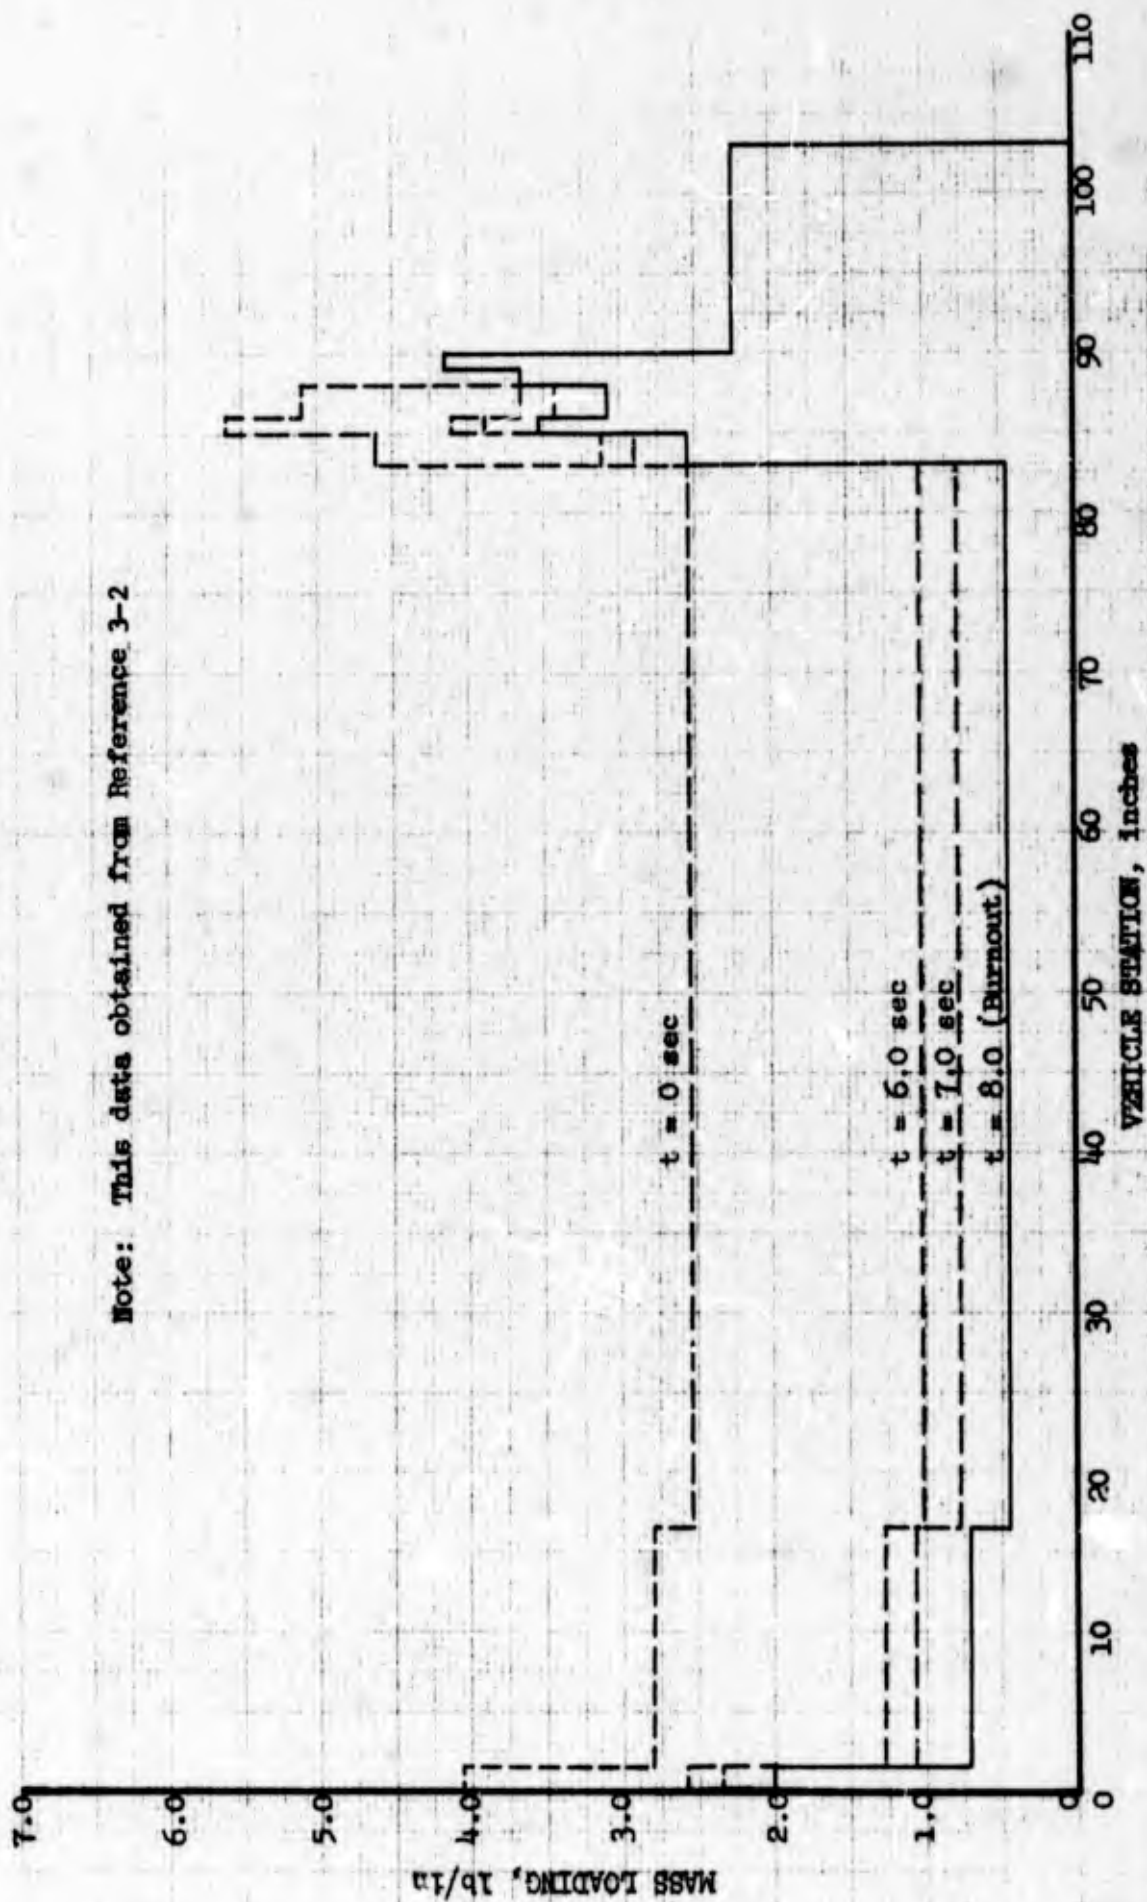 Note: This data obtained from Reference 3-2
7.0
6.0
5.0
4.0
3.0
2.0
1.
0
MASS LOADING, lb/in
t = 0 sec
t = 6.0 sec
t = 7.0 sec
t = 8.0 (Burnout)
0
10
20
30
40
50
60
70
80
90
100
110
VEHICLE STATION, inches